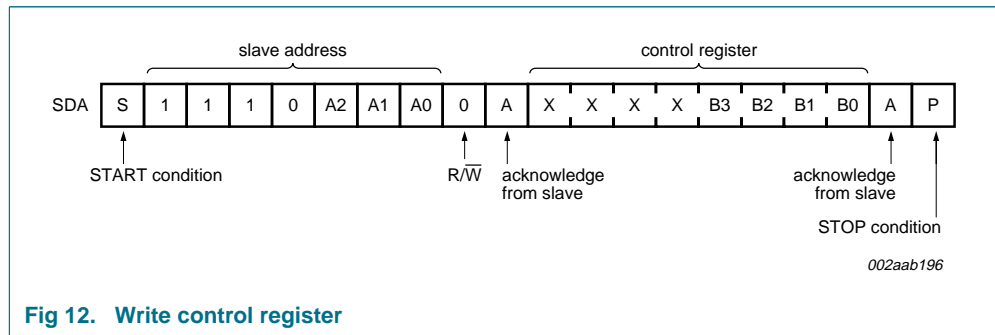 slave address control register
SDA S 1 1 1 0 A2 A1 A0 0 A X X X X B3 B2 B1 B0 A P
START condition R/W̅ acknowledge from slave acknowledge from slave
STOP condition
002aab196
Fig 12. Write control register